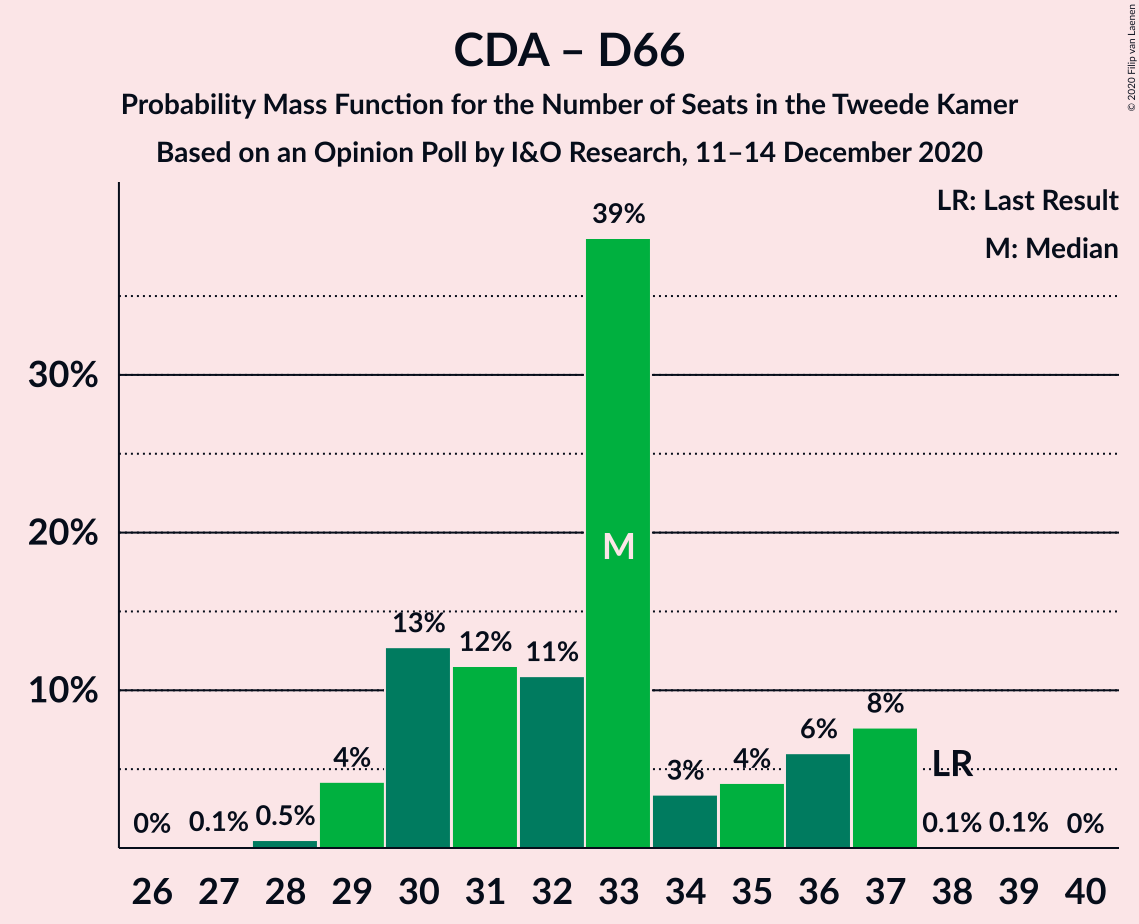 CDA – D66
Probability Mass Function for the Number of Seats in the Tweede Kamer
Based on an Opinion Poll by I&O Research, 11–14 December 2020
© 2020 Filip van Laenen
LR: Last Result
M: Median
39%
30%
20%
10%
M
13%
12%
11%
8%
6%
4%
3%
4%
LR
0%
0.1%
0.5%
0.1%
0.1%
0%
26 27 28 29 30 31 32 33 34 35 36 37 38 39 40